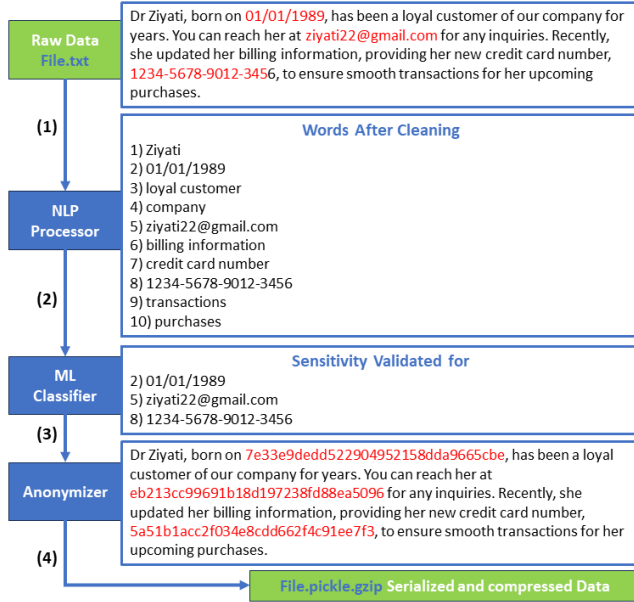 Raw Data
File.txt
Dr Ziyati, born on 01/01/1989, has been a loyal customer of our company for
years. You can reach her at ziyati22@gmail.com for any inquiries. Recently,
she updated her billing information, providing her new credit card number,
1234-5678-9012-3456, to ensure smooth transactions for her upcoming
purchases.
(1)
Words After Cleaning
1) Ziyati
2) 01/01/1989
3) loyal customer
4) company
5) ziyati22@gmail.com
6) billing information
7) credit card number
8) 1234-5678-9012-3456
9) transactions
10) purchases
NLP
Processor
(2)
ML
Classifier
Sensitivity Validated for
2) 01/01/1989
5) ziyati22@gmail.com
8) 1234-5678-9012-3456
(3)
Anonymizer
Dr Ziyati, born on 7e33e9dedd522904952158dda9665cbe, has been a loyal
customer of our company for years. You can reach her at
eb213cc99691b18d197238fd88ea5096 for any inquiries. Recently, she
updated her billing information, providing her new credit card number,
5a51b1acc2f034e8cdd662f4c91ee7f3, to ensure smooth transactions for her
upcoming purchases.
(4)
File.pickle.gzip Serialized and compressed Data